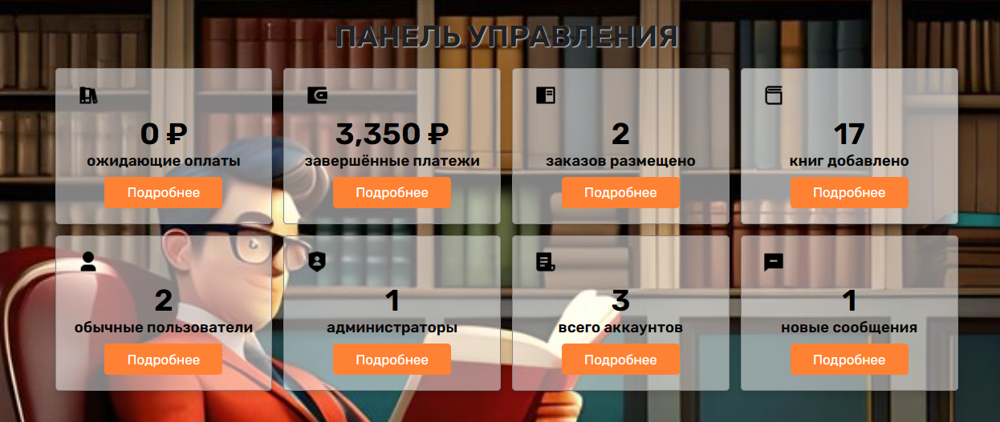 ПАНЕЛЬ УПРАВЛЕНИЯ
0 ₽
ожидающие оплаты
Подробнее
3,350 ₽
завершённые платежи
Подробнее
2
заказов размещено
Подробнее
17
книг добавлено
Подробнее
2
обычные пользователи
Подробнее
1
администраторы
Подробнее
3
всего аккаунтов
Подробнее
1
новые сообщения
Подробнее